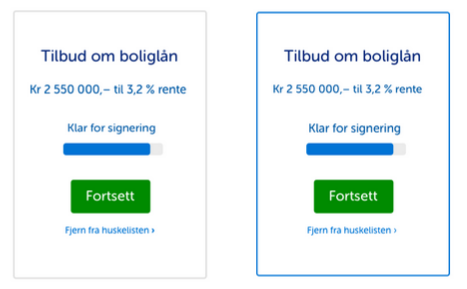 Tilbud om boliglån
Kr 2 550 000,– til 3,2 % rente
Klar for signering
Fortsett
Fjern fra huskelisten ›
Tilbud om boliglån
Kr 2 550 000,– til 3,2 % rente
Klar for signering
Fortsett
Fjern fra huskelisten ›